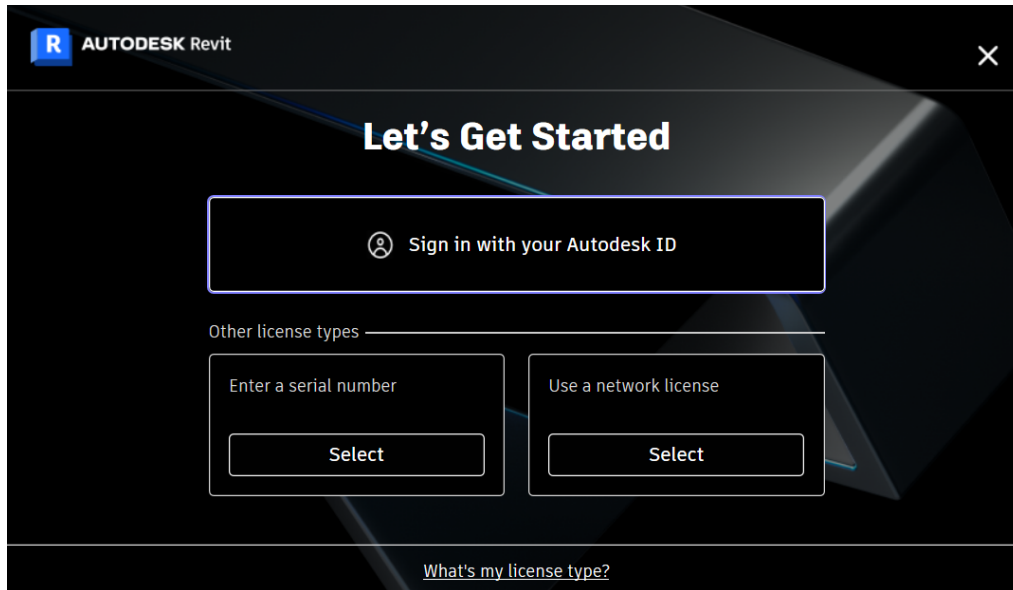 R AUTODESK Revit
Let’s Get Started
Sign in with your Autodesk ID
Other license types
Enter a serial number
Select
Use a network license
Select
What's my license type?